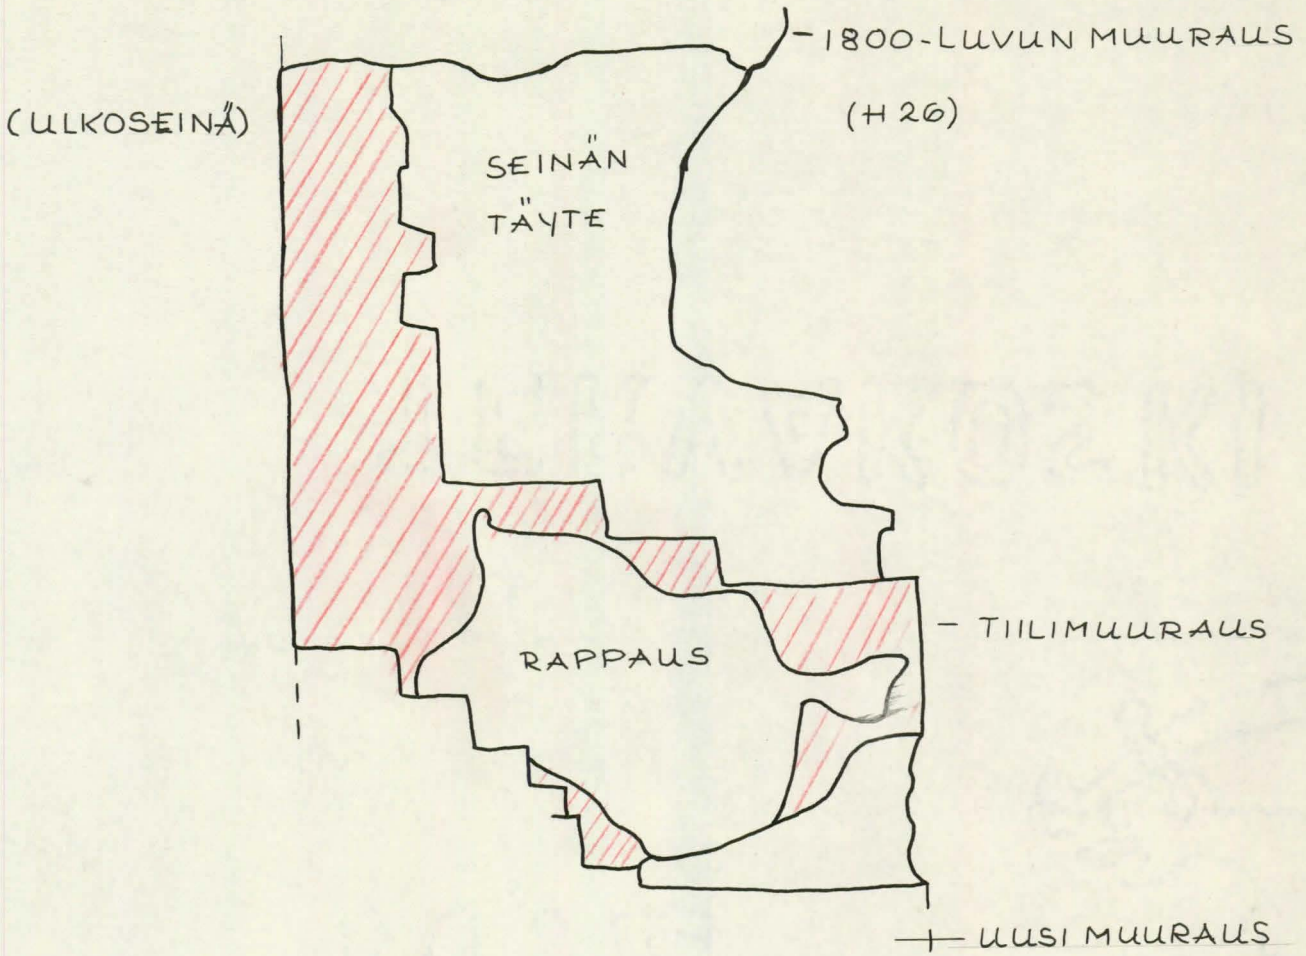 1800-LUVUN MUURAUS
(H 26)
(ULKOSEINÄ)
SEINÄN
TÄYTE
TIILIMUURAUS
RAPPAUS
UUSI MUURAUS